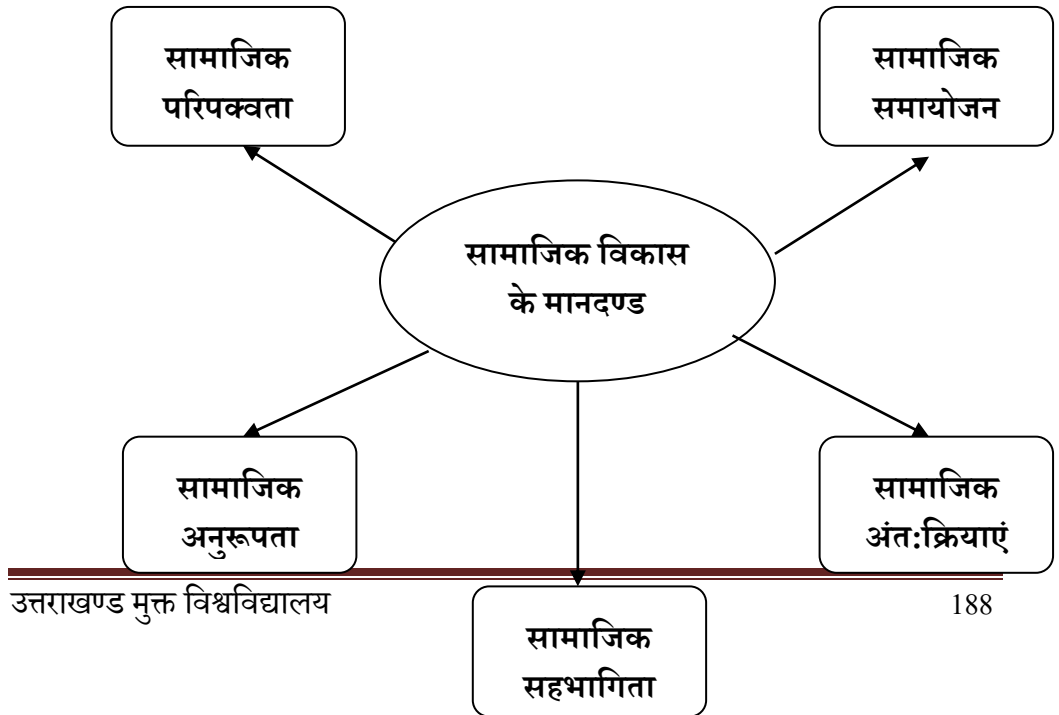 सामाजिक
परिपक्वता
सामाजिक
समायोजन
सामाजिक विकास
के मानदण्ड
सामाजिक
अनुरूपता
सामाजिक
अंत:क्रियाएं
उत्तराखण्ड मुक्त विश्वविद्यालय
188
सामाजिक
सहभागिता